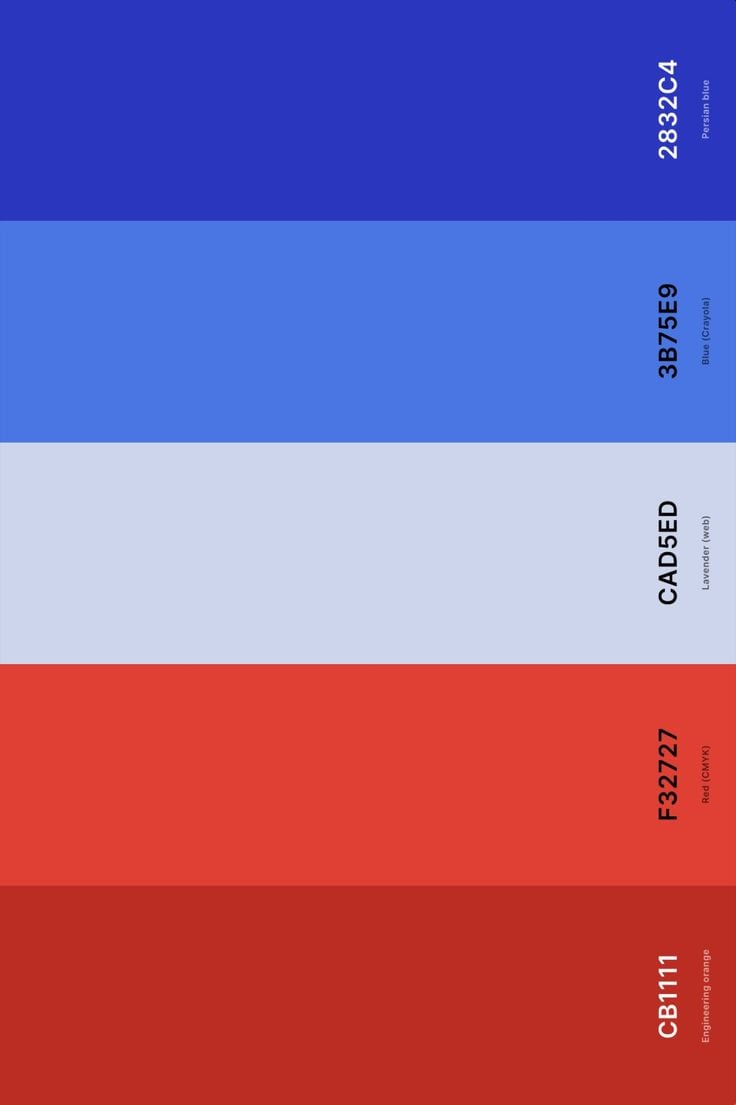 2832C4
Persian blue
3B75E9
Blue (Crayola)
CAD5ED
Lavender (web)
F32727
Red (CMYK)
CB1111
Engineering orange